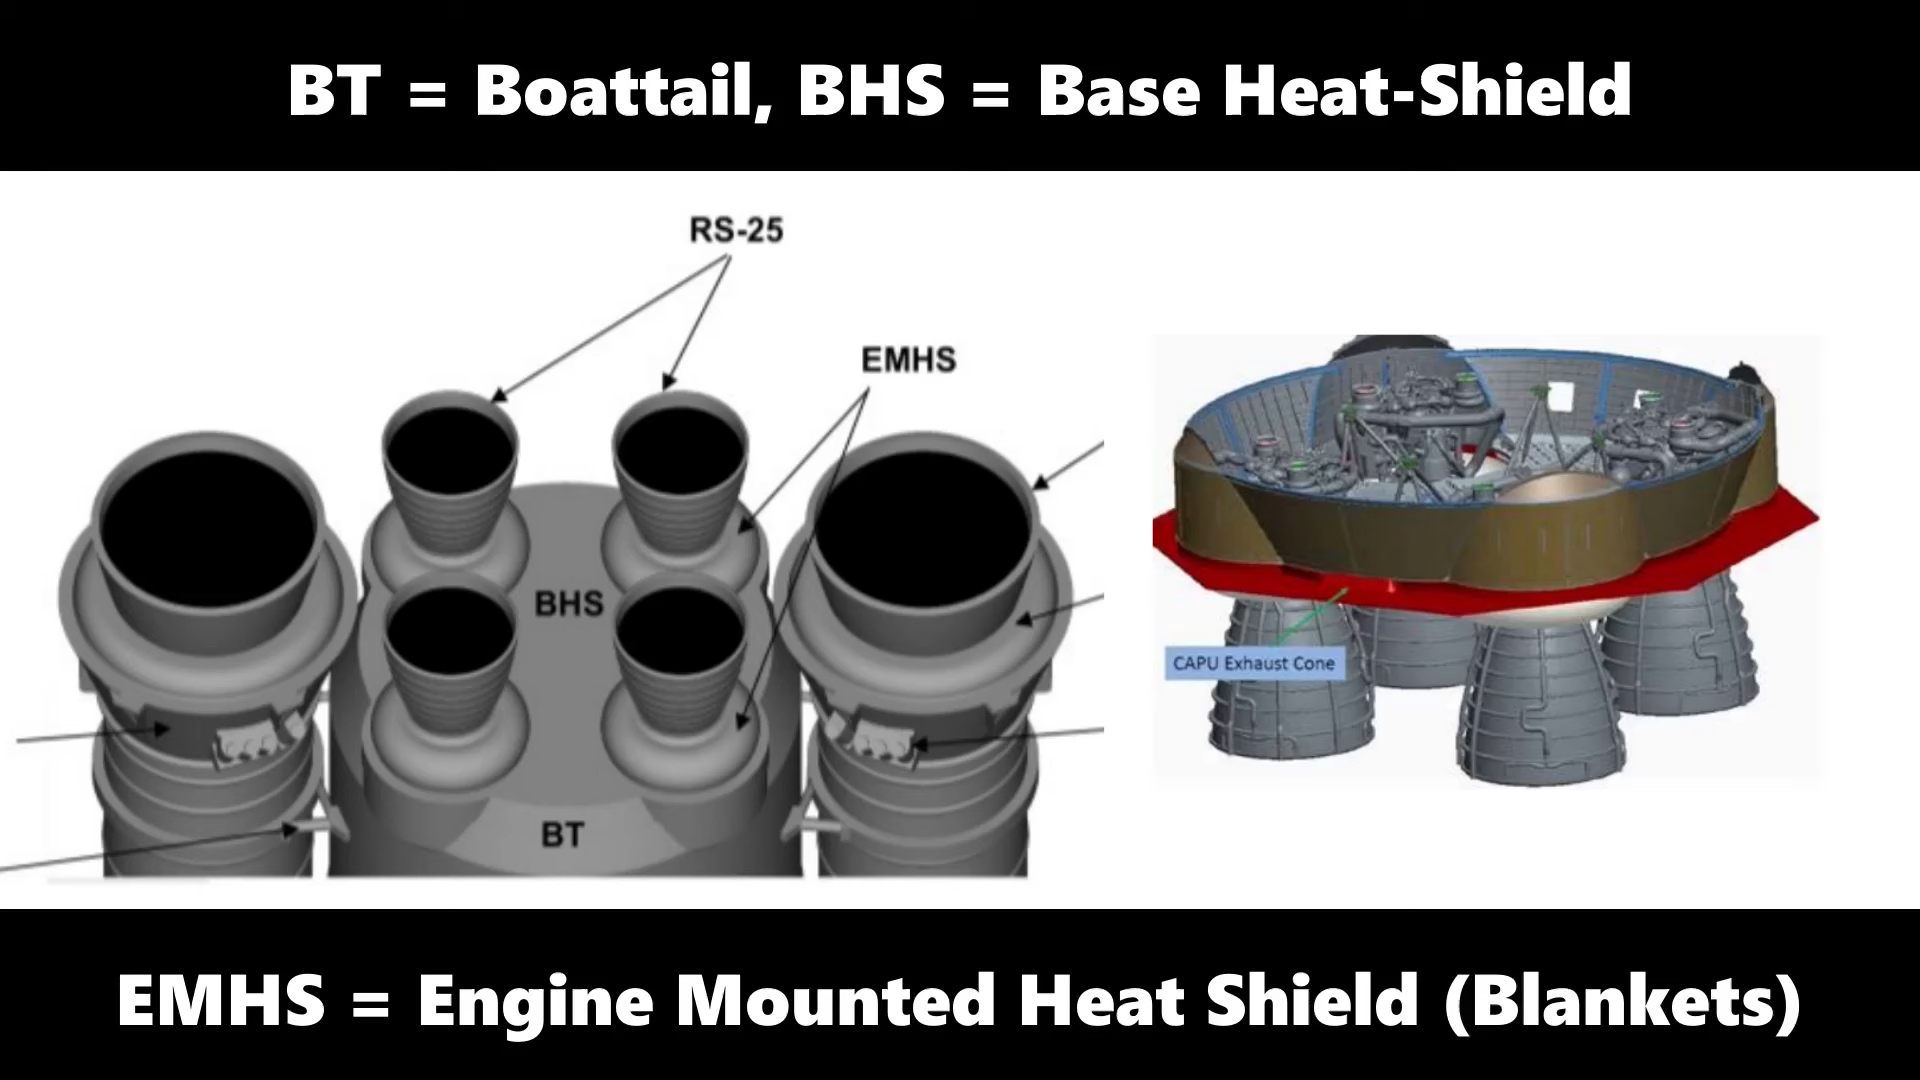 BT = Boattail, BHS = Base Heat-Shield
RS-25
EMHS
BHS
CAPU Exhaust Cone
BT
EMHS = Engine Mounted Heat Shield (Blankets)